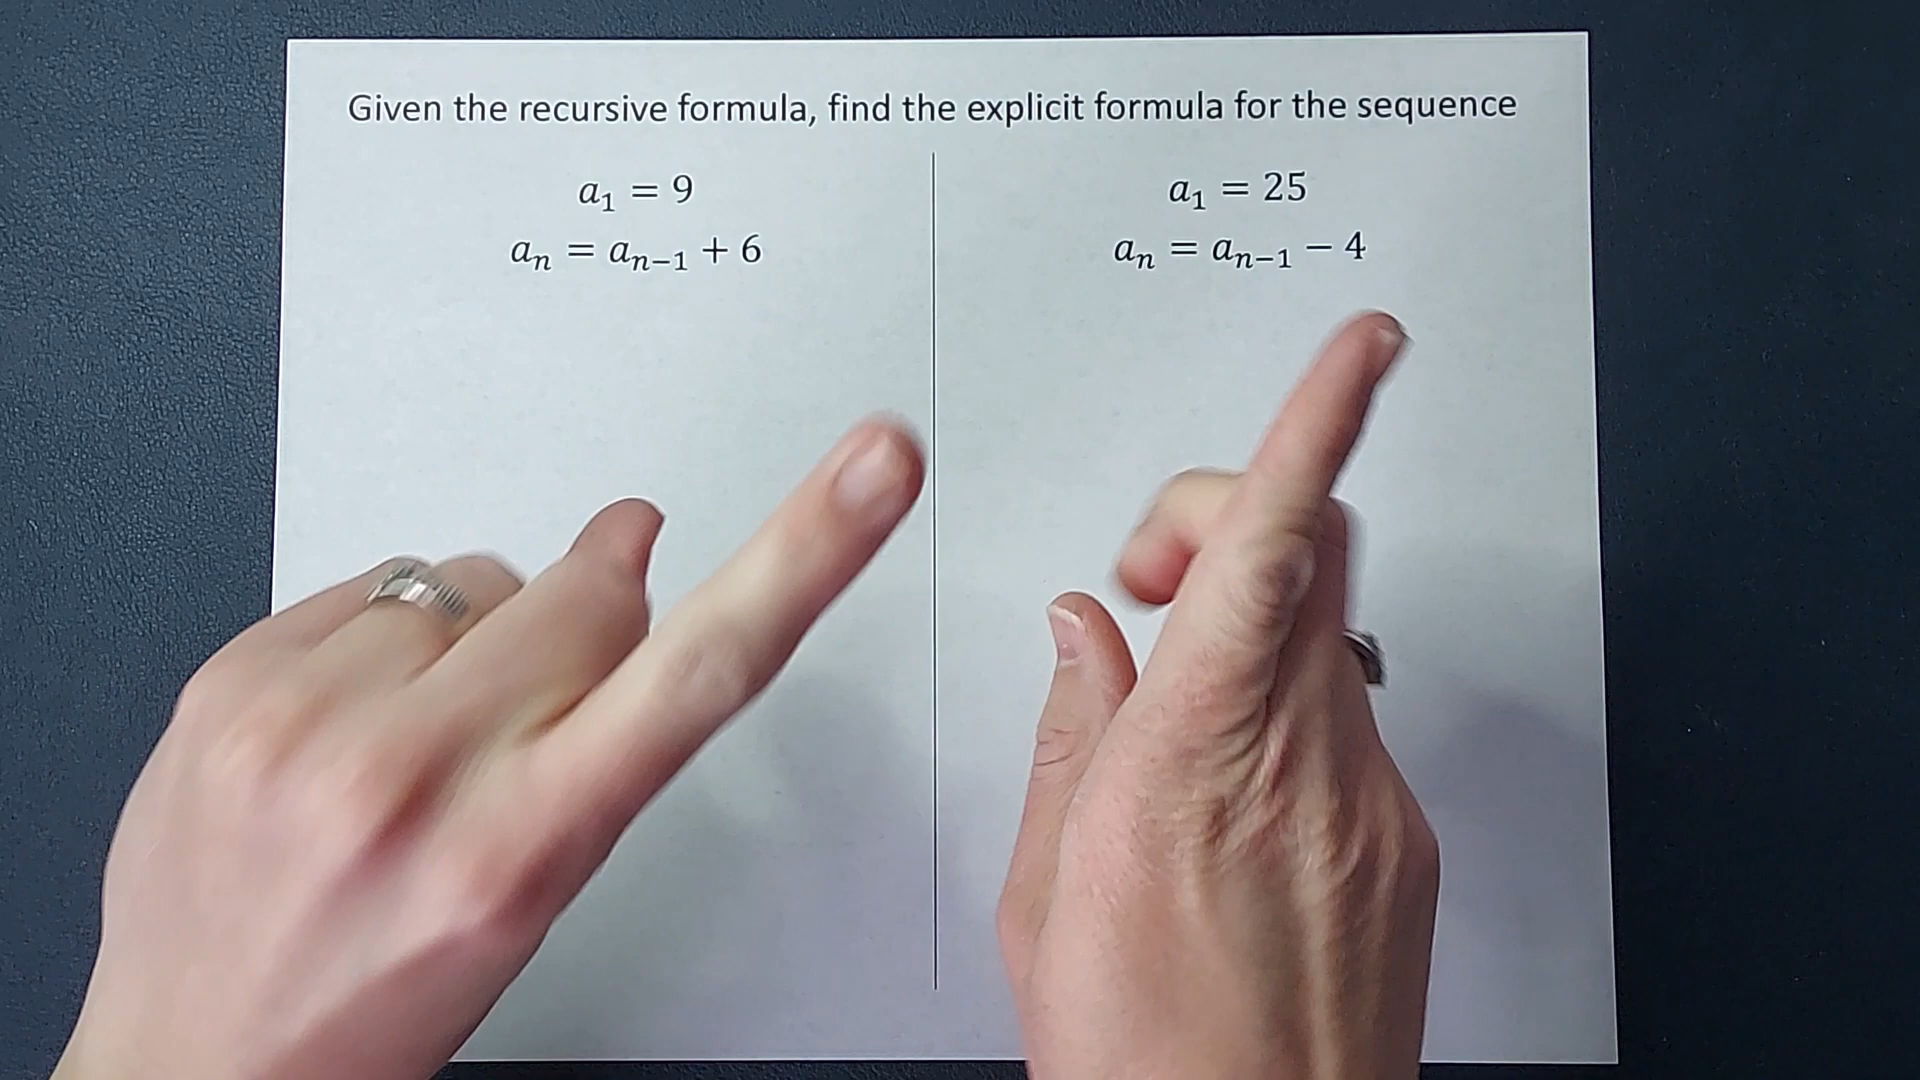 Given the recursive formula, find the explicit formula for the sequence
a₁ = 9
aₙ = aₙ₋₁ + 6
a₁ = 25
aₙ = aₙ₋₁ − 4